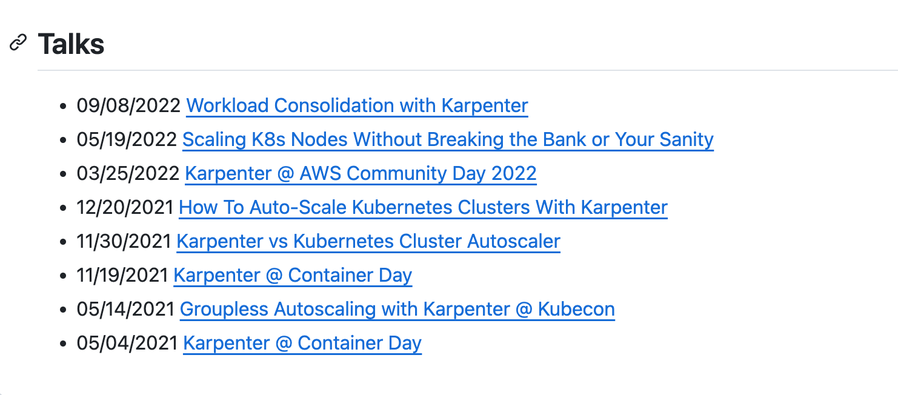 Talks
09/08/2022 Workload Consolidation with Karpenter
05/19/2022 Scaling K8s Nodes Without Breaking the Bank or Your Sanity
03/25/2022 Karpenter @ AWS Community Day 2022
12/20/2021 How To Auto-Scale Kubernetes Clusters With Karpenter
11/30/2021 Karpenter vs Kubernetes Cluster Autoscaler
11/19/2021 Karpenter @ Container Day
05/14/2021 Groupless Autoscaling with Karpenter @ Kubecon
05/04/2021 Karpenter @ Container Day